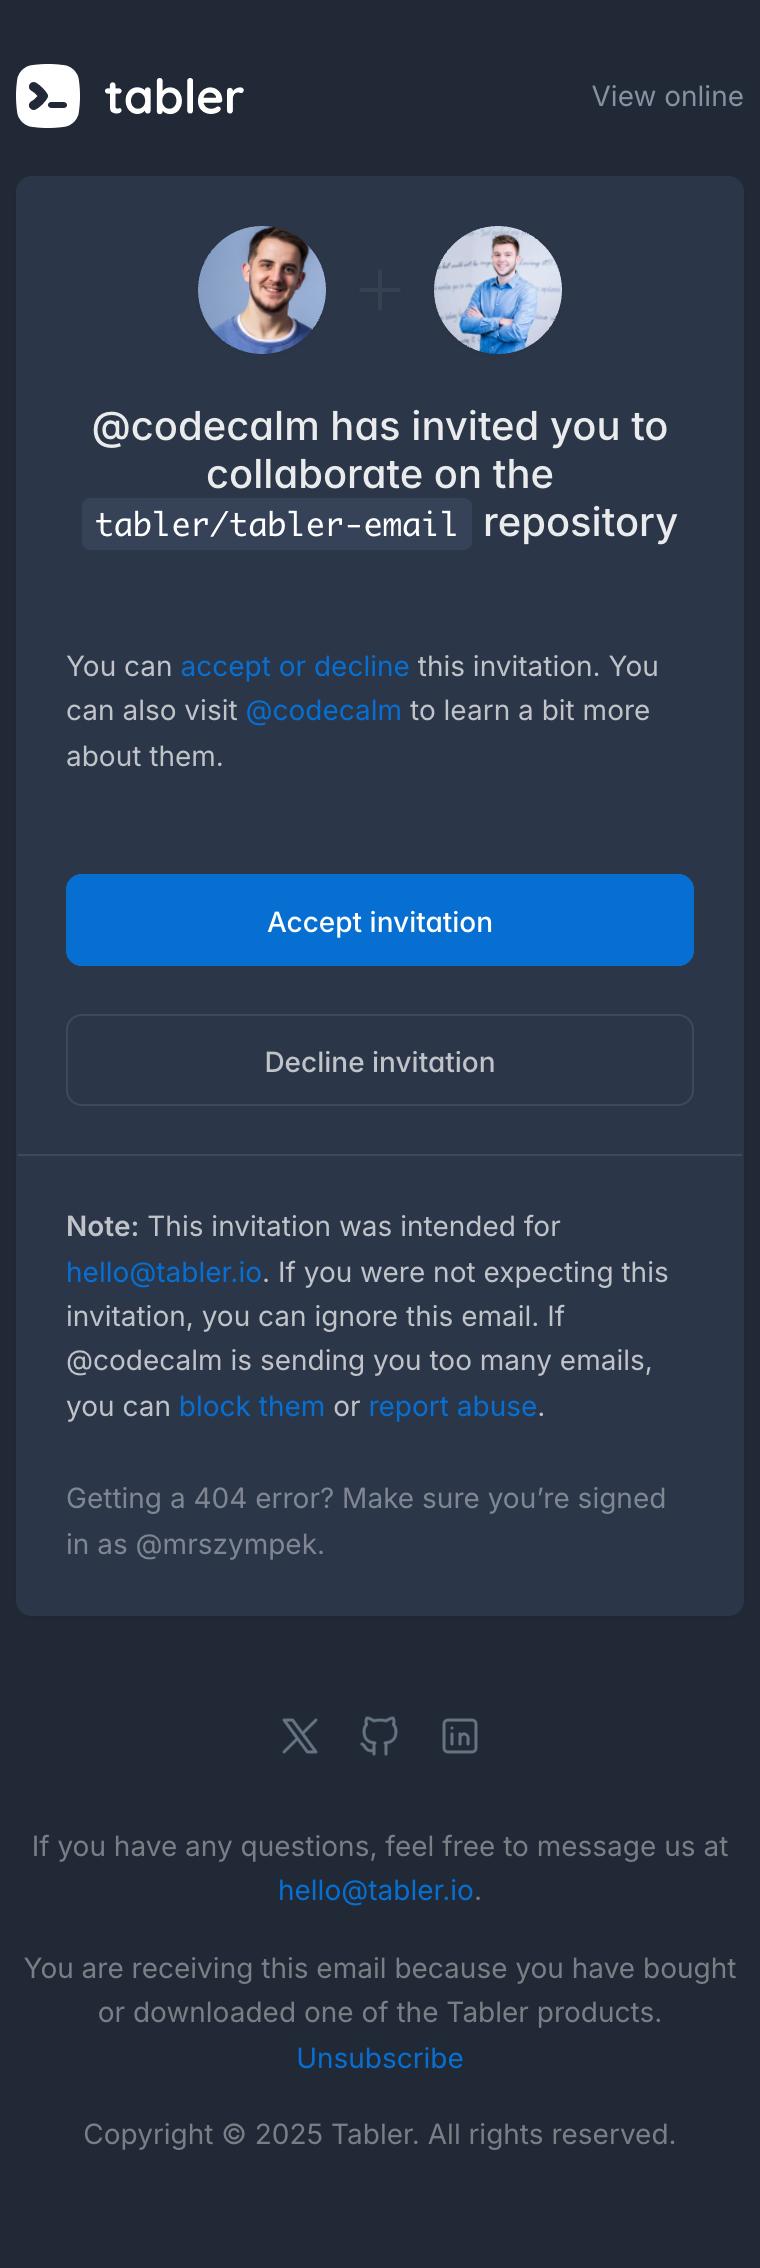 tabler
View online
@codecalm has invited you to
collaborate on the
tabler/tabler-email repository
You can accept or decline this invitation. You
can also visit @codecalm to learn a bit more
about them.
Accept invitation
Decline invitation
Note: This invitation was intended for
hello@tabler.io. If you were not expecting this
invitation, you can ignore this email. If
@codecalm is sending you too many emails,
you can block them or report abuse.
Getting a 404 error? Make sure you’re signed
in as @mrszympek.
If you have any questions, feel free to message us at
hello@tabler.io.
You are receiving this email because you have bought
or downloaded one of the Tabler products.
Unsubscribe
Copyright © 2025 Tabler. All rights reserved.